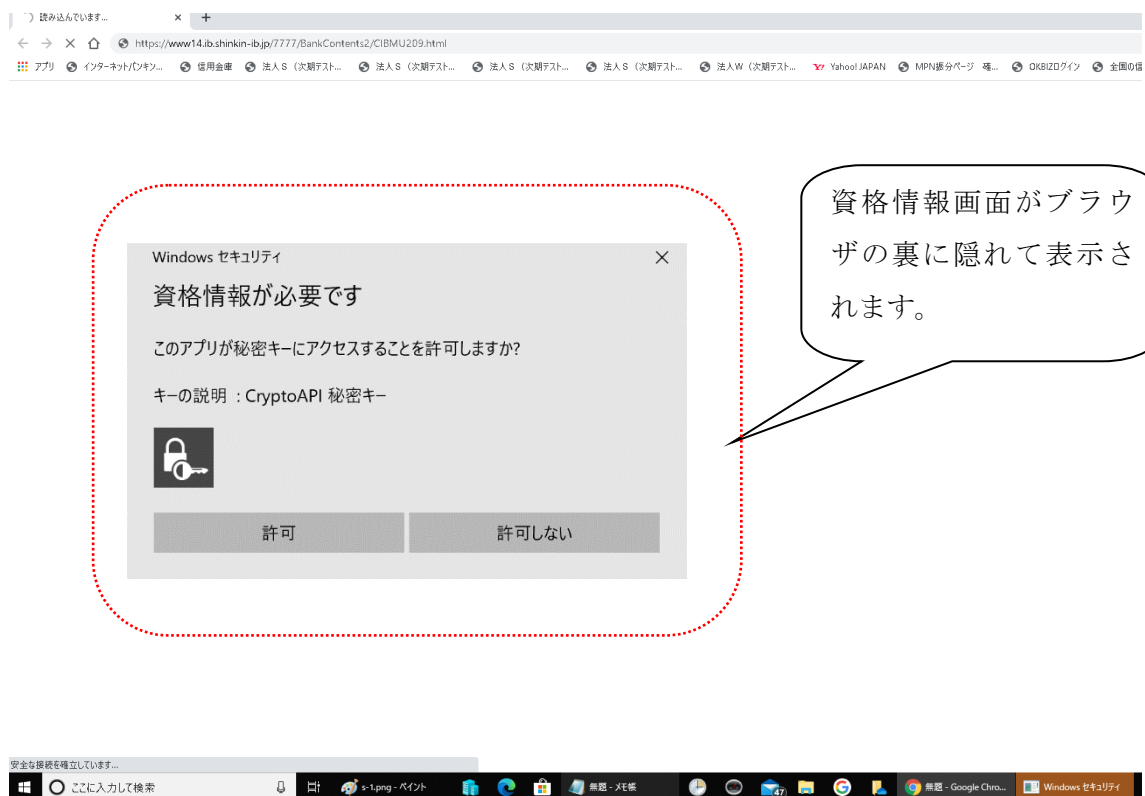 読み込んでいます...
https://www14.ib.shinkin-ib.jp/7777/BankContents2/CIBMU209.html
アプリ インターネットバンキン... 信用金庫 法人S（次期テスト... 法人S（次期テスト... 法人S（次期テスト... 法人S（次期テスト... 法人W（次期テスト... Yahoo! JAPAN MPN振分ページ 確... OKBIZログイン 全国の信
資格情報画面がブラウ
ザの裏に隠れて表示さ
れます。
Windows セキュリティ
資格情報が必要です
このアプリが秘密キーにアクセスすることを許可しますか?
キーの説明 : CryptoAPI 秘密キー
許可 許可しない
安全な接続を確立しています...
ここに入力して検索 s-1.png - ペイント 無題 - メモ帳 47 無題 - Google Chro... Windows セキュリティ